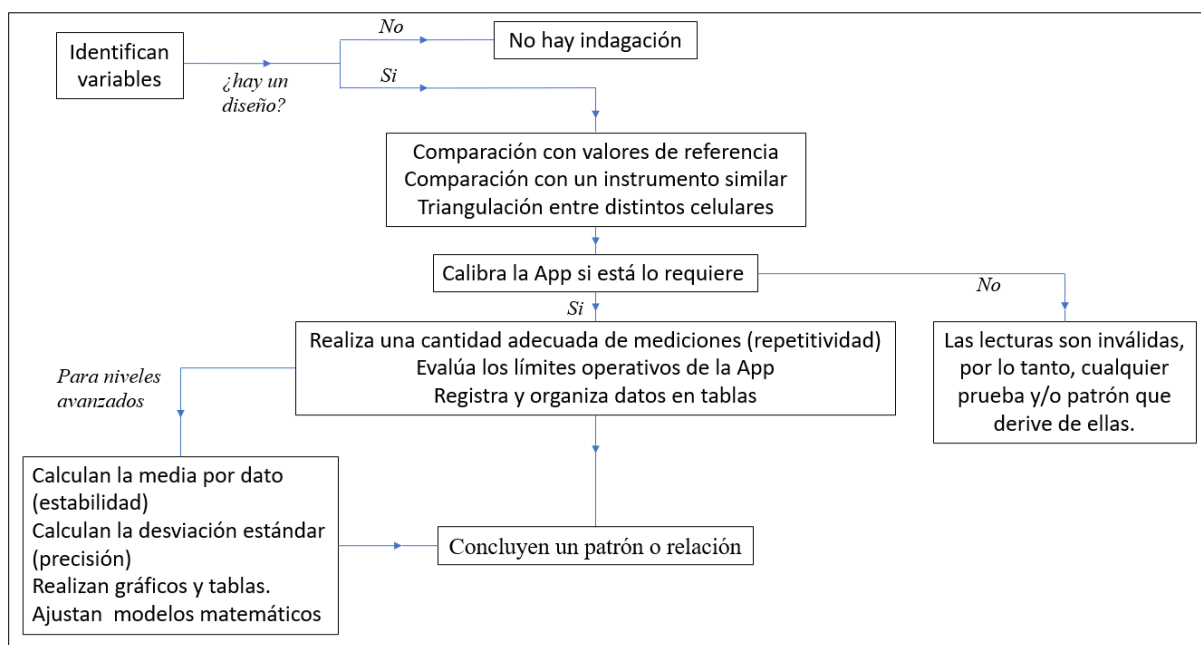 Identifican
variables
¿hay un
diseño?
No
No hay indagación
Si
Comparación con valores de referencia
Comparación con un instrumento similar
Triangulación entre distintos celulares
Calibra la App si está lo requiere
No
Si
Realiza una cantidad adecuada de mediciones (repetitividad)
Evalúa los límites operativos de la App
Registra y organiza datos en tablas
Las lecturas son inválidas,
por lo tanto, cualquier
prueba y/o patrón que
derive de ellas.
Para niveles
avanzados
Calculan la media por dato
(estabilidad)
Calculan la desviación estándar
(precisión)
Realizan gráficos y tablas.
Ajustan modelos matemáticos
Concluyen un patrón o relación